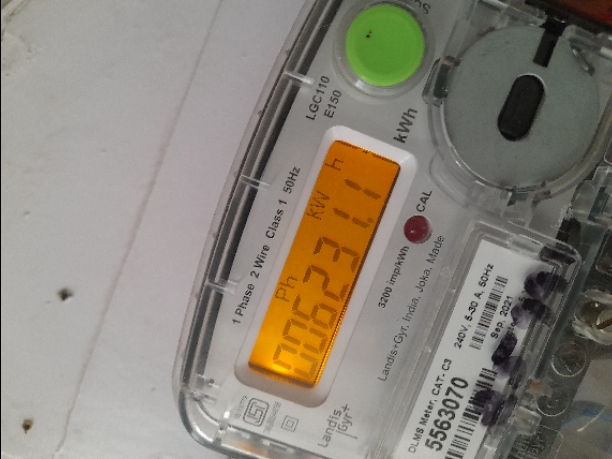 LGC110
E150
kWh
1 Phase 2 Wire Class 1 50Hz
Ph kW h
006231.1
CAL
3200 imp/kWh
Landis+Gyr, India, Joka, Made
Landis
Gyr+
240V, 5-30 A, 50Hz
Sep. 2021
DLMS Meter, CAT- C3
5563070